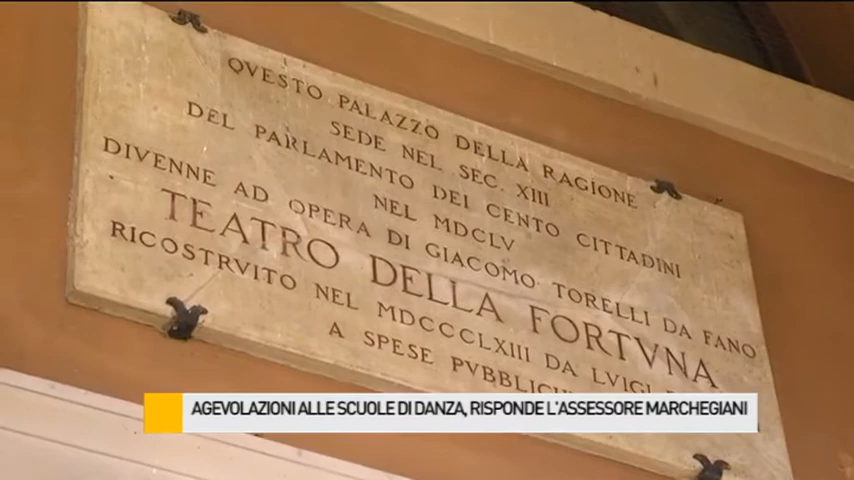 QVESTO PALAZZO DELLA RAGIONE
SEDE NEL SEC. XIII
DEL PARLAMENTO DEI CENTO CITTADINI
NEL MDCLV
DIVENNE AD OPERA DI GIACOMO TORELLI DA FANO
TEATRO DELLA FORTVNA
RICOSTRVITO NEL MDCCCLXIII DA LVIGI
A SPESE
AGEVOLAZIONI ALLE SCUOLE DI DANZA, RISPONDE L'ASSESSORE MARCHEGIANI